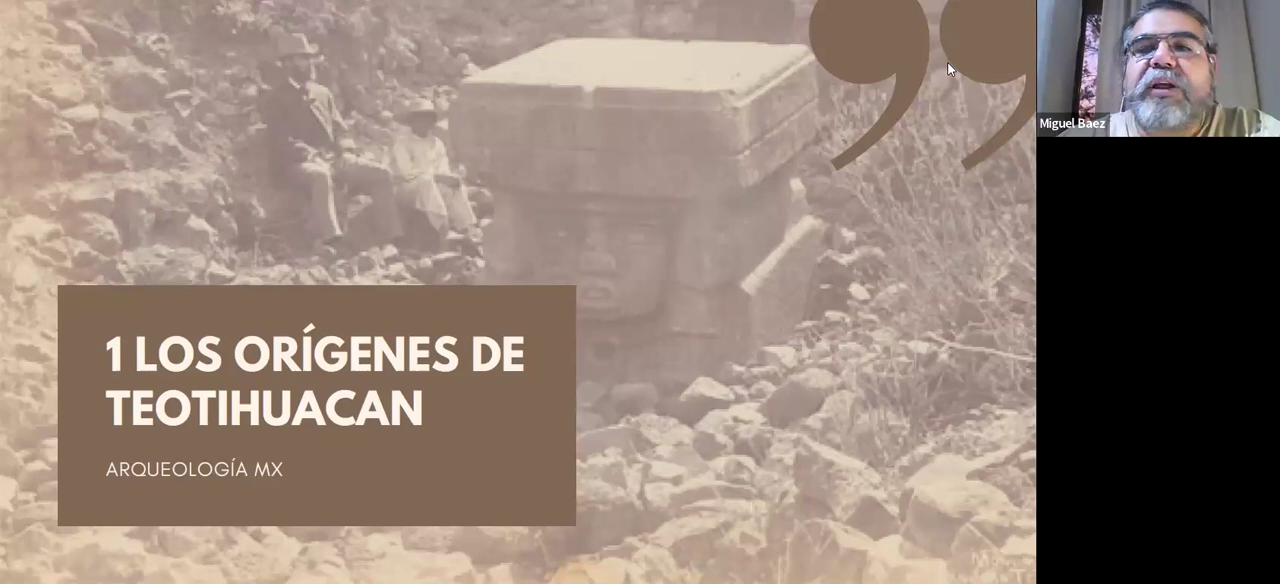 1 LOS ORÍGENES DE
TEOTIHUACAN
ARQUEOLOGÍA MX
Miguel Baez